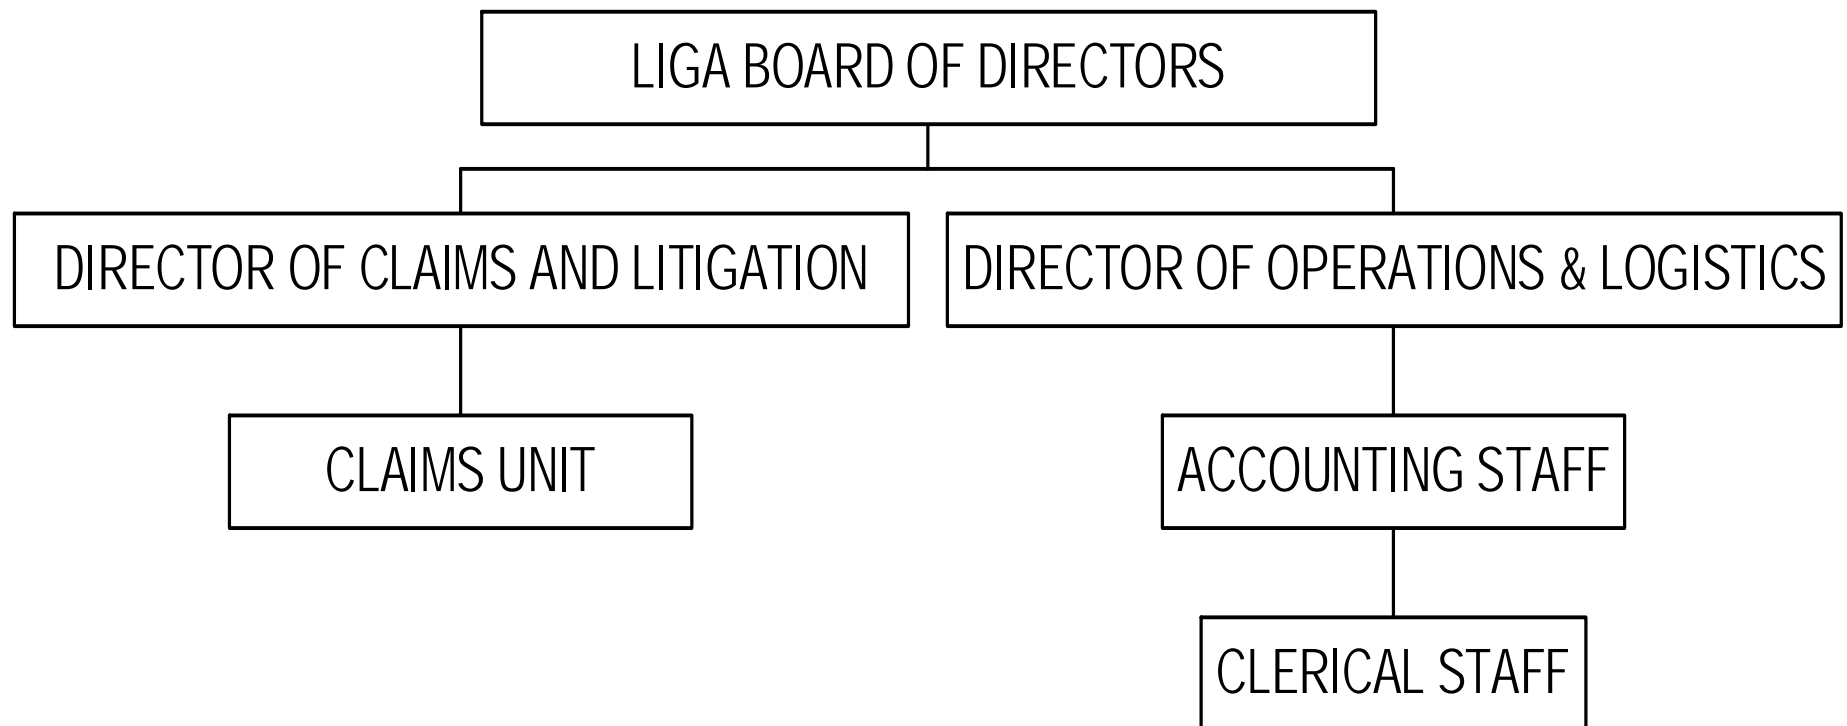 LIGA BOARD OF DIRECTORS
DIRECTOR OF CLAIMS AND LITIGATION
DIRECTOR OF OPERATIONS & LOGISTICS
CLAIMS UNIT
ACCOUNTING STAFF
CLERICAL STAFF